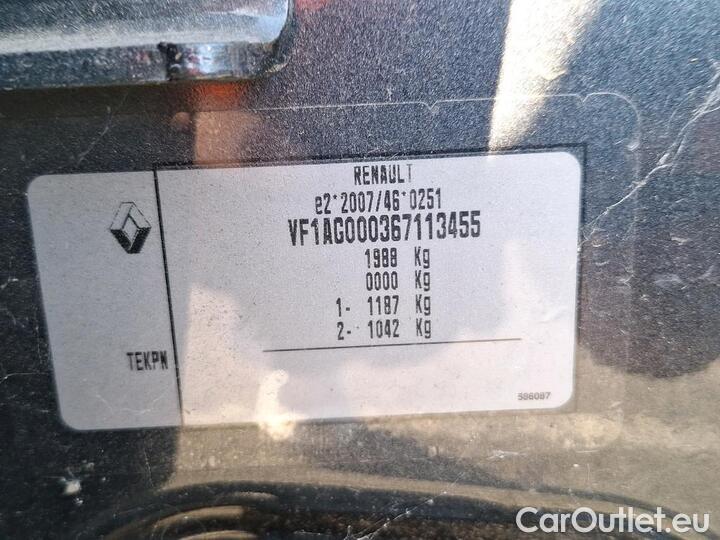 RENAULT
e2*2007/46*0251
VF1AG000367113455
1988 Kg
0000 Kg
1- 1187 Kg
2- 1042 Kg
TEKPN
586087
CarOutlet.eu